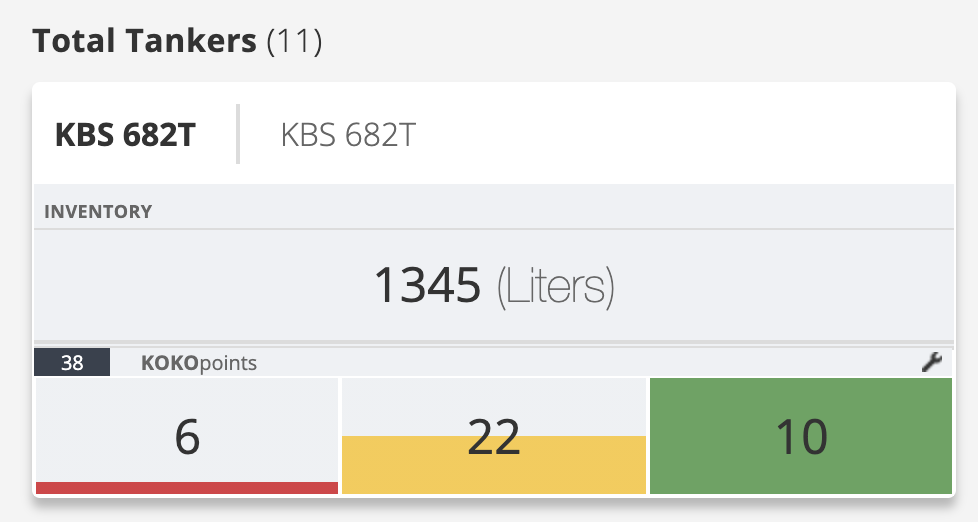 Total Tankers (11)
KBS 682T KBS 682T
INVENTORY
1345 (Liters)
38 KOKOpoints
6 22 10